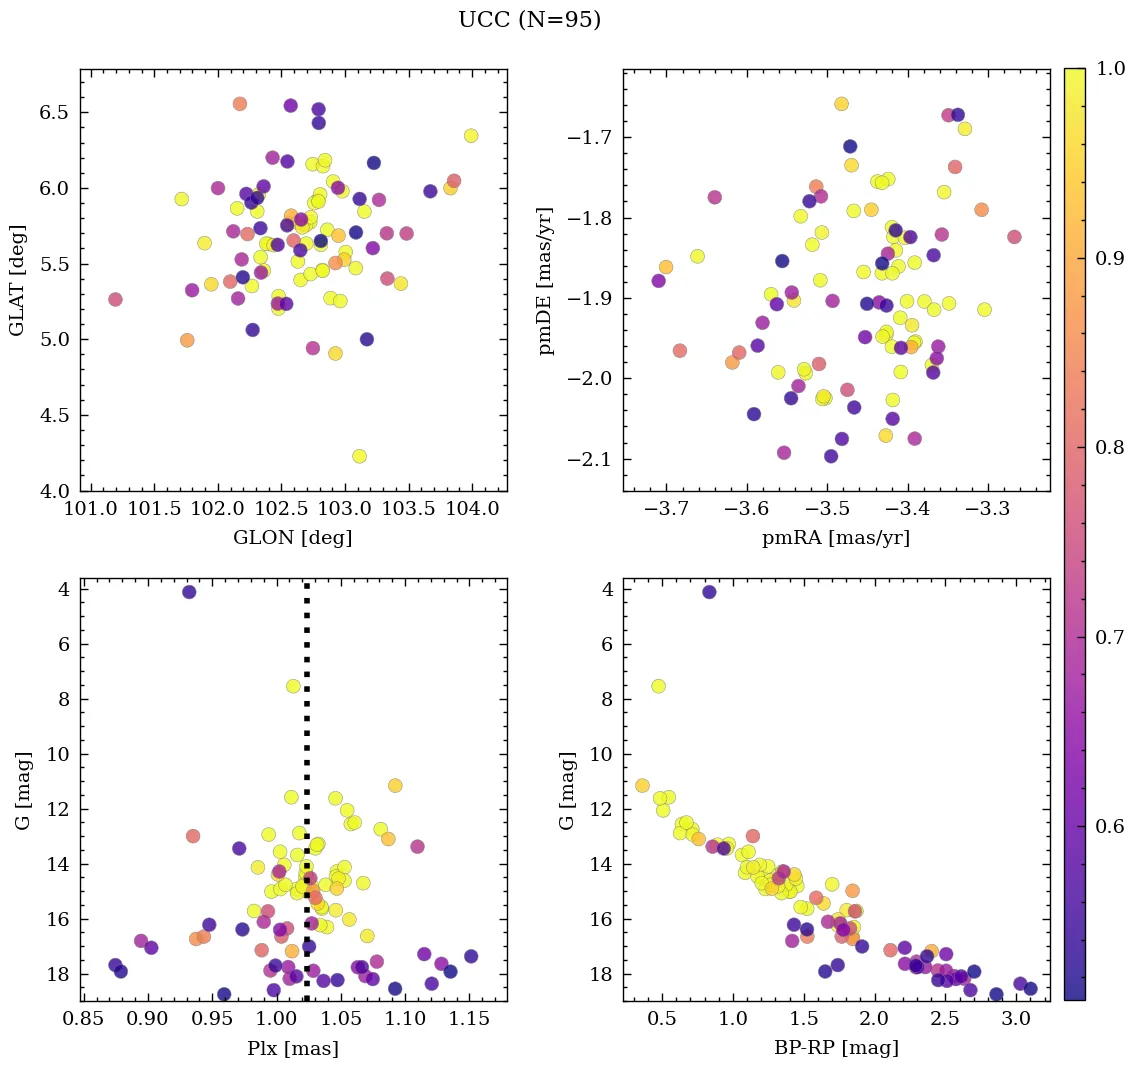 UCC (N=95)
6.5
6.0
5.5
5.0
4.5
4.0
GLAT [deg]
101.0 101.5 102.0 102.5 103.0 103.5 104.0
GLON [deg]
−1.7
−1.8
−1.9
−2.0
−2.1
pmDE [mas/yr]
−3.7 −3.6 −3.5 −3.4 −3.3
pmRA [mas/yr]
1.0
0.9
0.8
0.7
0.6
4
6
8
10
12
14
16
18
G [mag]
0.85 0.90 0.95 1.00 1.05 1.10 1.15
Plx [mas]
4
6
8
10
12
14
16
18
G [mag]
0.5 1.0 1.5 2.0 2.5 3.0
BP-RP [mag]